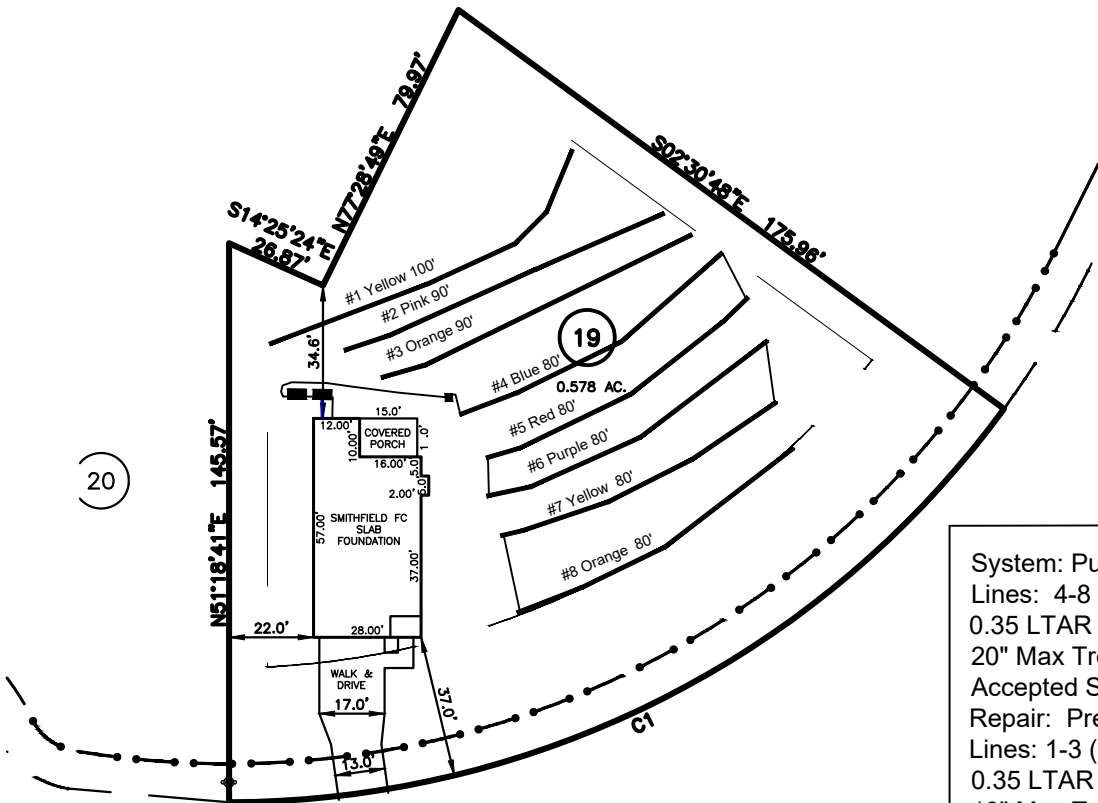 N77°28'49"E 79.97'
S02°30'48"E 175.96'
S14°25'24"E
26.87'
#1 Yellow 100'
#2 Pink 90'
#3 Orange 90'
34.6'
19
#4 Blue 80'
0.578 AC.
#5 Red 80'
#6 Purple 80'
#7 Yellow 80'
#8 Orange 80'
N51°18'41"E 145.57'
20
15.0'
12.00'
COVERED
PORCH
10.00'
16.00'
5.0
2.00'
SMITHFIELD FC
SLAB
FOUNDATION
57.00'
37.00'
28.00'
22.0'
WALK &
DRIVE
17.0'
37.0'
13.0'
C1
System: Pu
Lines: 4-8
0.35 LTAR
20" Max Tre
Accepted S
Repair: Pre
Lines: 1-3 (
0.35 LTAR